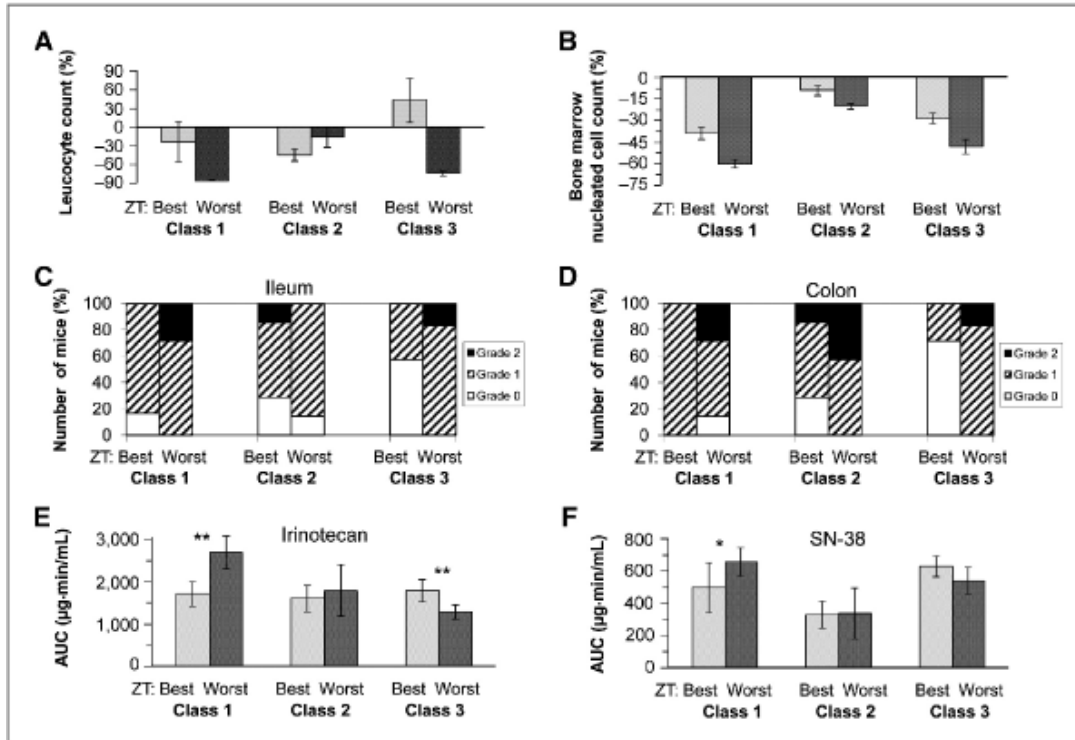 A
Leucocyte count (%)
90
60
30
0
−30
−60
−90
ZT: Best Worst Best Worst Best Worst
Class 1 Class 2 Class 3
B
Bone marrow
nucleated cell count (%)
0
−15
−30
−45
−60
−75
ZT: Best Worst Best Worst Best Worst
Class 1 Class 2 Class 3
C
Ileum
Number of mice (%)
100
80
60
40
20
0
Grade 2
Grade 1
Grade 0
ZT: Best Worst Best Worst Best Worst
Class 1 Class 2 Class 3
D
Colon
Number of mice (%)
100
80
60
40
20
0
Grade 2
Grade 1
Grade 0
ZT: Best Worst Best Worst Best Worst
Class 1 Class 2 Class 3
E
Irinotecan
AUC (µg·min/mL)
3,000
2,000
1,000
0
**
**
ZT: Best Worst Best Worst Best Worst
Class 1 Class 2 Class 3
F
SN-38
AUC (µg·min/mL)
800
600
400
200
0
*
ZT: Best Worst Best Worst Best Worst
Class 1 Class 2 Class 3